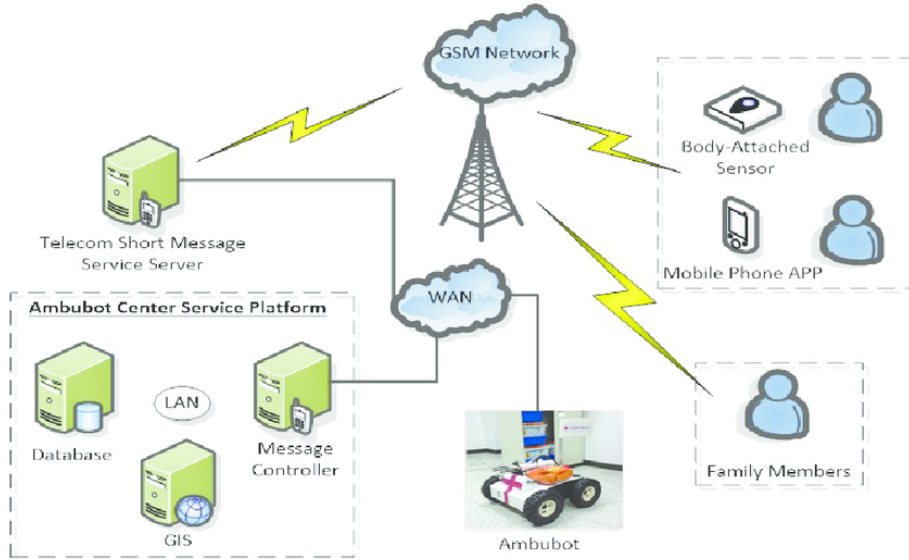 GSM Network
Body-Attached
Sensor
Mobile Phone APP
Telecom Short Message
Service Server
WAN
Ambubot Center Service Platform
LAN
Database
Message
Controller
GIS
Ambubot
Family Members